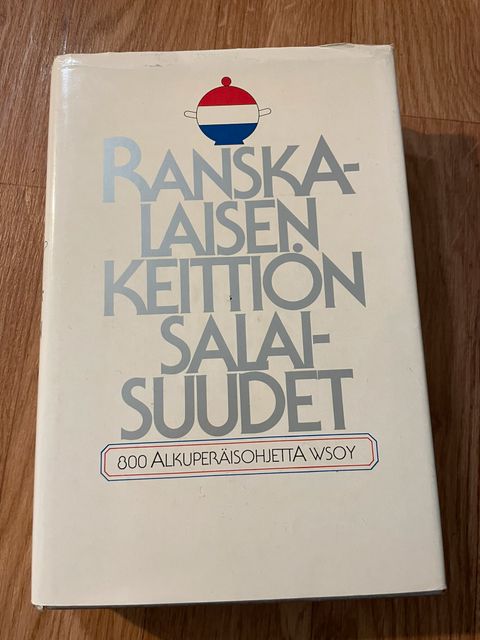 RANSKA-
LAISEN
KEITTIÖN
SALAI-
SUUDET
800 ALKUPERÄISOHJETTA WSOY